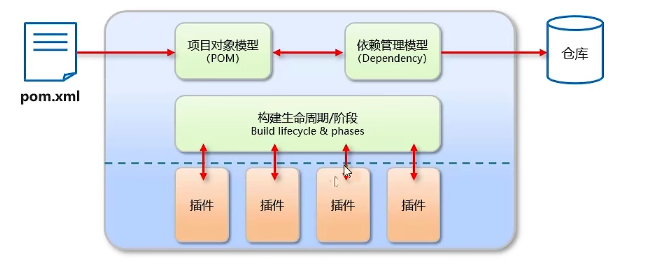 pom.xml
项目对象模型
(POM)
依赖管理模型
(Dependency)
仓库
构建生命周期/阶段
Build lifecycle & phases
插件
插件
插件
插件